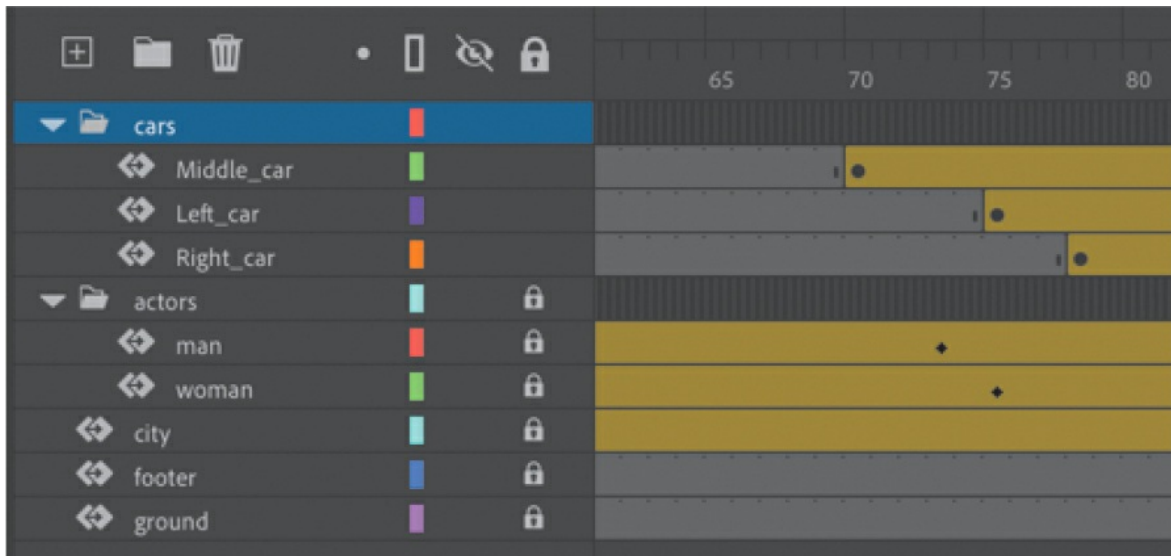 65 70 75 80
cars
Middle_car
Left_car
Right_car
actors
man
woman
city
footer
ground